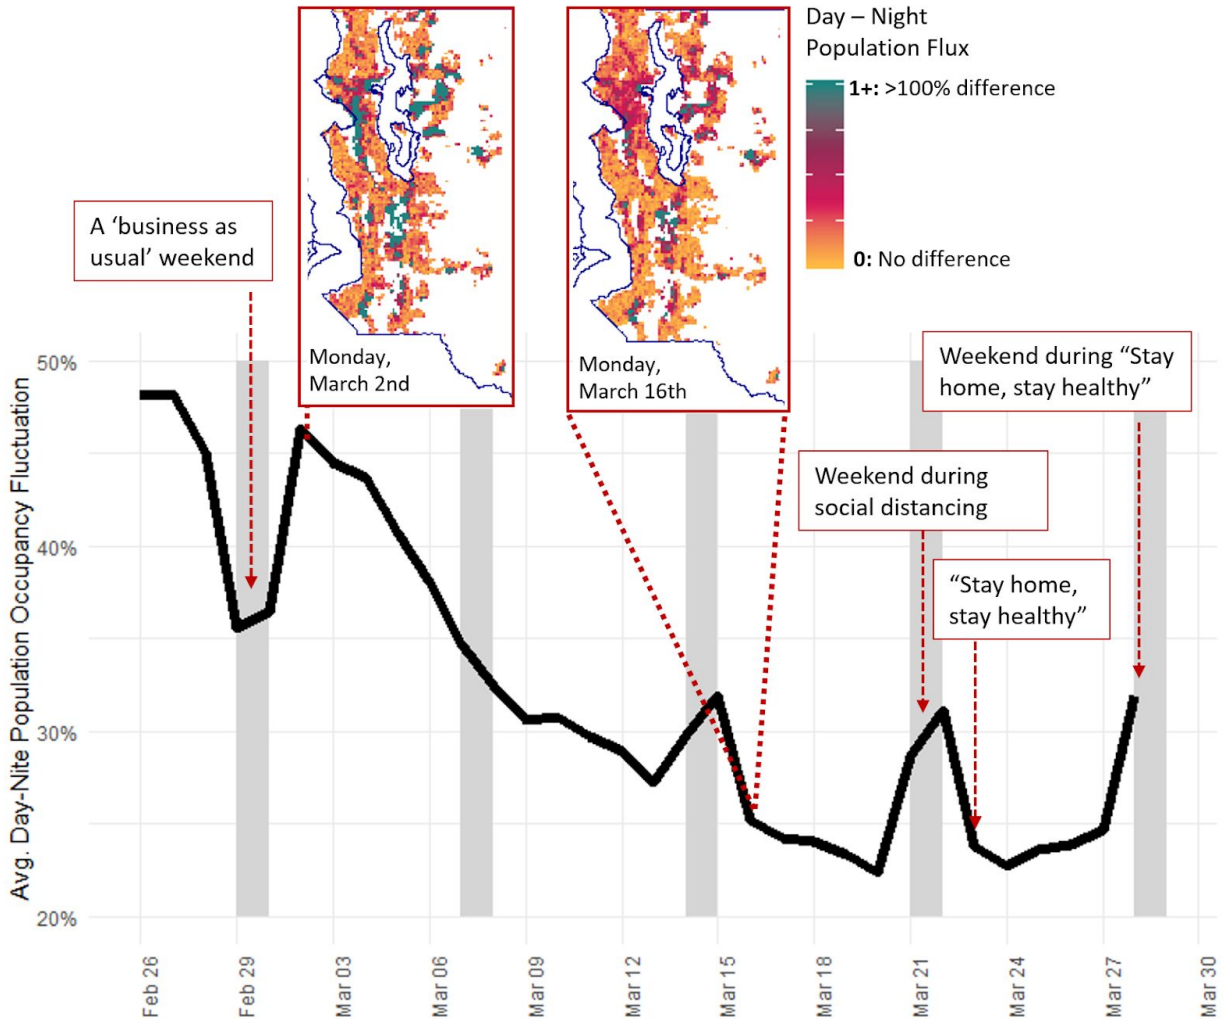 Day – Night
Population Flux
1+: >100% difference
0: No difference
Monday,
March 2nd
Monday,
March 16th
A ‘business as
usual’ weekend
Weekend during “Stay
home, stay healthy”
Weekend during
social distancing
“Stay home,
stay healthy”
Avg. Day-Nite Population Occupancy Fluctuation
50%
40%
30%
20%
Feb 26
Feb 29
Mar 03
Mar 06
Mar 09
Mar 12
Mar 15
Mar 18
Mar 21
Mar 24
Mar 27
Mar 30